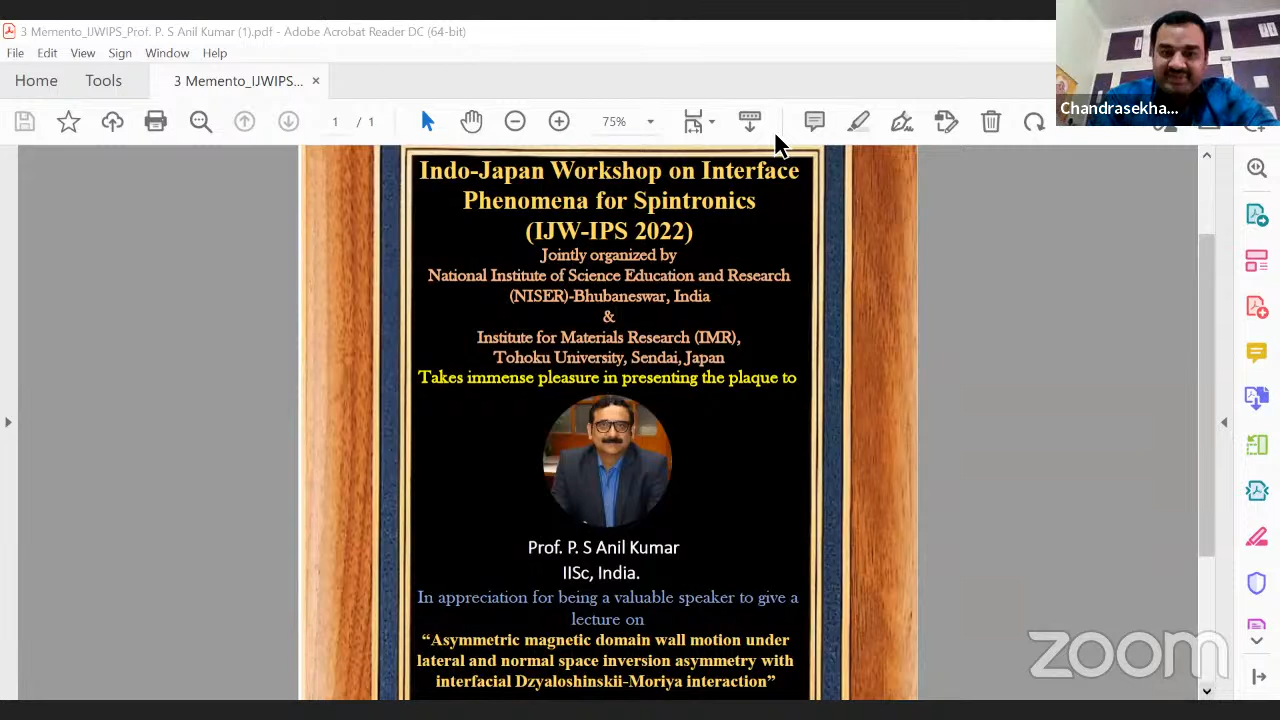 3 Memento_IJWIPS_Prof. P. S Anil Kumar (1).pdf - Adobe Acrobat Reader DC (64-bit)
File Edit View Sign Window Help
Home Tools 3 Memento_IJWIPS... ×
1 / 1 75%
Chandrasekha...
Indo-Japan Workshop on Interface
Phenomena for Spintronics
(IJW-IPS 2022)
Jointly organized by
National Institute of Science Education and Research
(NISER)-Bhubaneswar, India
&
Institute for Materials Research (IMR),
Tohoku University, Sendai, Japan
Takes immense pleasure in presenting the plaque to
Prof. P. S Anil Kumar
IISc, India.
In appreciation for being a valuable speaker to give a
lecture on
“Asymmetric magnetic domain wall motion under
lateral and normal space inversion asymmetry with
interfacial Dzyaloshinskii-Moriya interaction”
zoom